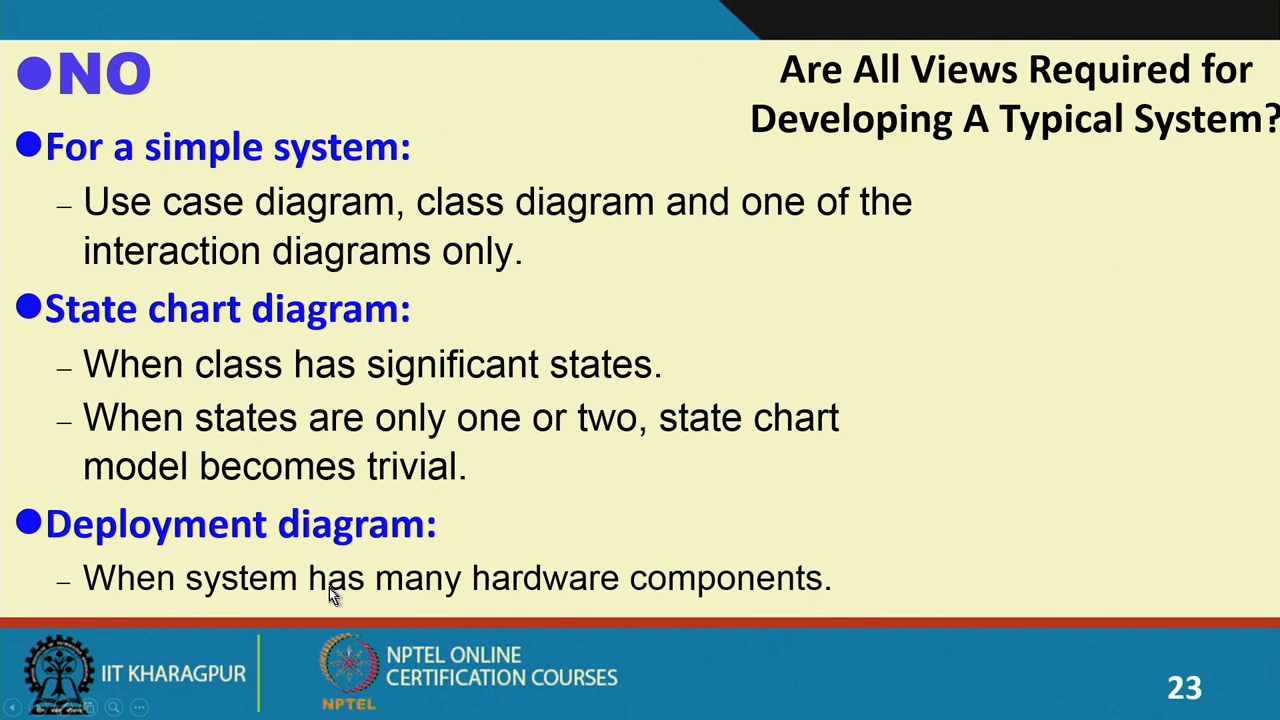 Are All Views Required for
Developing A Typical System?
●NO
●For a simple system:
– Use case diagram, class diagram and one of the
interaction diagrams only.
●State chart diagram:
– When class has significant states.
– When states are only one or two, state chart
model becomes trivial.
●Deployment diagram:
– When system has many hardware components.
IIT KHARAGPUR
NPTEL
NPTEL ONLINE
CERTIFICATION COURSES
23